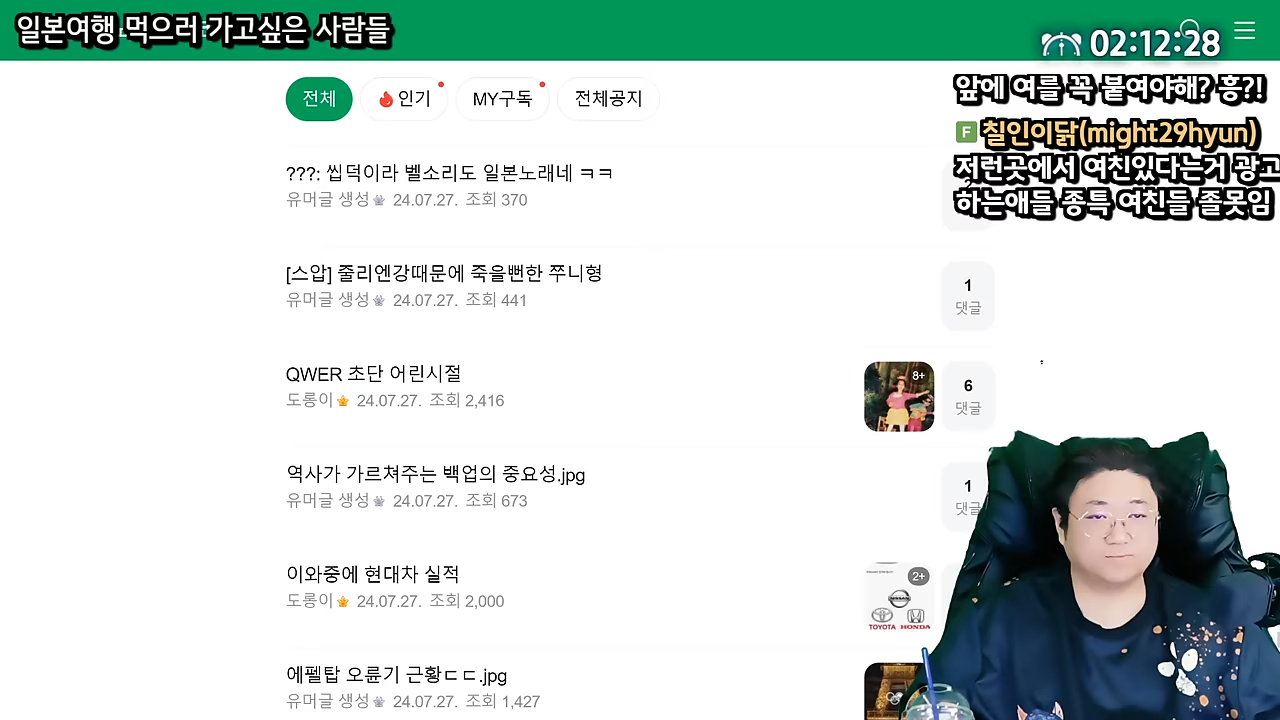 일본여행 먹으러 가고싶은 사람들
02:12:28
앞에 여를 꼭 붙여야해? 흥?!
F 칠인이닭(might29hyun)
저런곳에서 여친있다는거 광고
하는애들 종특 여친들 졸못임
전체
인기
MY구독
전체공지
???: 씹덕이라 벨소리도 일본노래네 ㅋㅋ
유머글 생성 24.07.27. 조회 370
[스압] 줄리엔강때문에 죽을뻔한 쭈니형
유머글 생성 24.07.27. 조회 441
1
댓글
QWER 초단 어린시절
도롱이 24.07.27. 조회 2,416
8+
6
댓글
역사가 가르쳐주는 백업의 중요성.jpg
유머글 생성 24.07.27. 조회 673
1
댓글
이와중에 현대차 실적
도롱이 24.07.27. 조회 2,000
2+
NISSAN
TOYOTA HONDA
에펠탑 오륜기 근황ㄷㄷ.jpg
유머글 생성 24.07.27. 조회 1,427